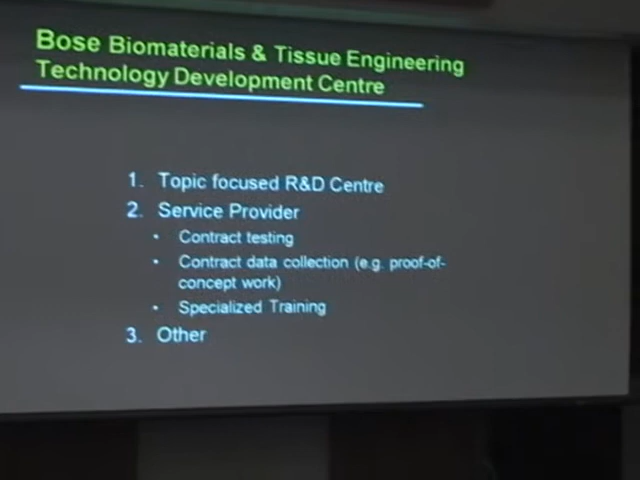 Bose Biomaterials & Tissue Engineering
Technology Development Centre
1. Topic focused R&D Centre
2. Service Provider
• Contract testing
• Contract data collection (e.g. proof-of-
concept work)
• Specialized Training
3. Other